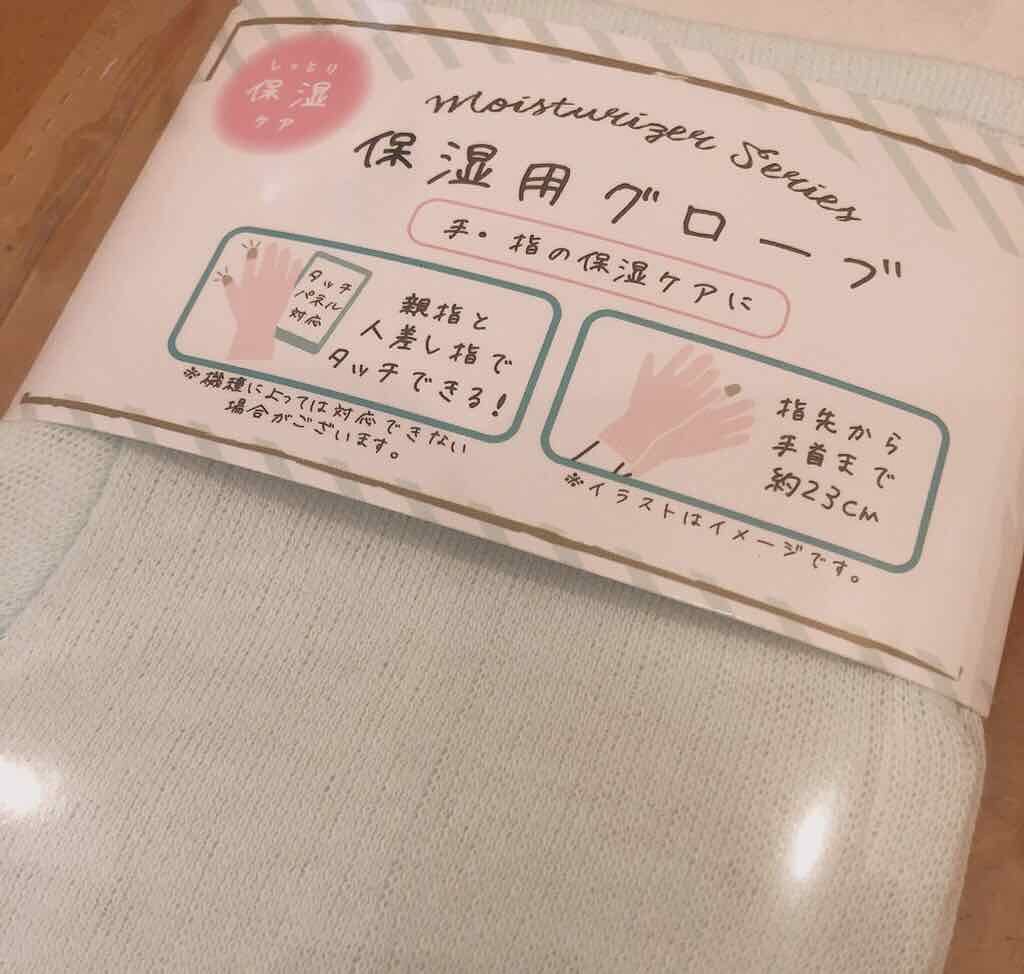 しっとり
保湿
ケア
Moisturizer Series
保湿用グローブ
手・指の保湿ケアに
タッチ
パネル
対応
親指と
人差し指で
タッチできる!
※機種によっては対応できない
場合がございます。
指先から
手首まで
約23cm
※イラストはイメージです。